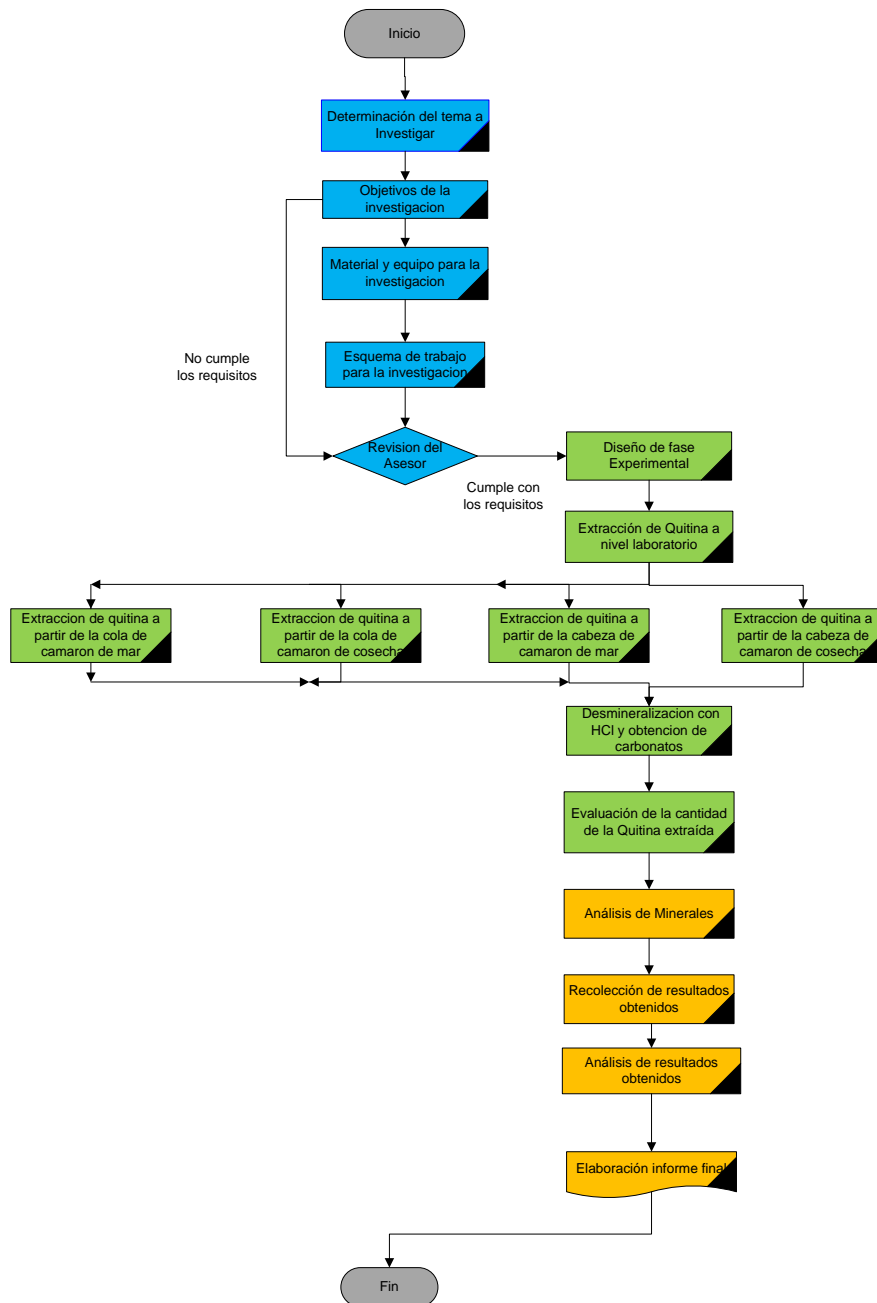 Inicio
Determinación del tema a
Investigar
Objetivos de la
investigacion
Material y equipo para la
investigacion
Esquema de trabajo
para la investigacion
No cumple
los requisitos
Revision del
Asesor
Cumple con
los requisitos
Diseño de fase
Experimental
Extracción de Quitina a
nivel laboratorio
Extraccion de quitina a
partir de la cola de
camaron de mar
Extraccion de quitina a
partir de la cola de
camaron de cosecha
Extraccion de quitina a
partir de la cabeza de
camaron de mar
Extraccion de quitina a
partir de la cabeza de
camaron de cosecha
Desmineralizacion con
HCl y obtencion de
carbonatos
Evaluación de la cantidad
de la Quitina extraída
Análisis de Minerales
Recolección de resultados
obtenidos
Análisis de resultados
obtenidos
Elaboración informe final
Fin